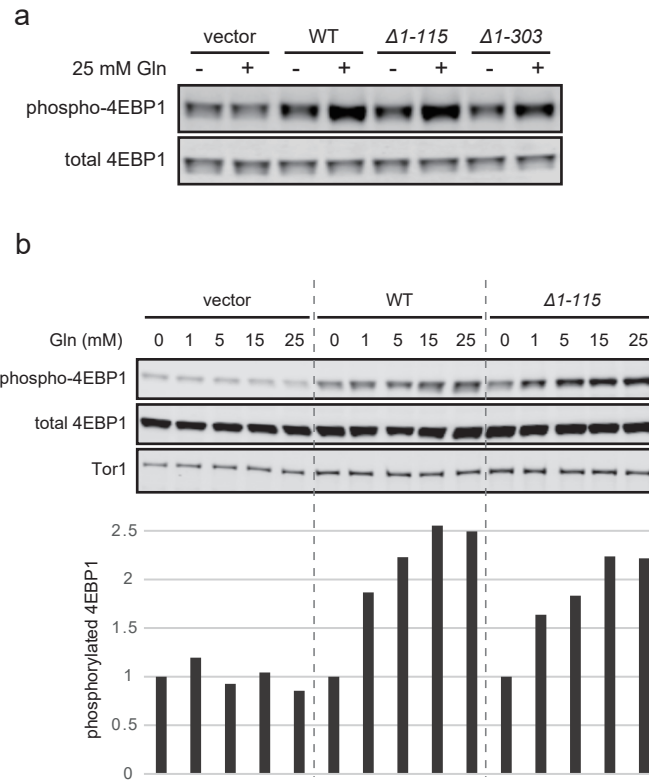 a
vector WT Δ1-115 Δ1-303
25 mM Gln - + - + - + - +
phospho-4EBP1
total 4EBP1
b
vector WT Δ1-115
Gln (mM) 0 1 5 15 25 0 1 5 15 25 0 1 5 15 25
phospho-4EBP1
total 4EBP1
Tor1
phosphorylated 4EBP1
2.5
2
1.5
1
0.5
0